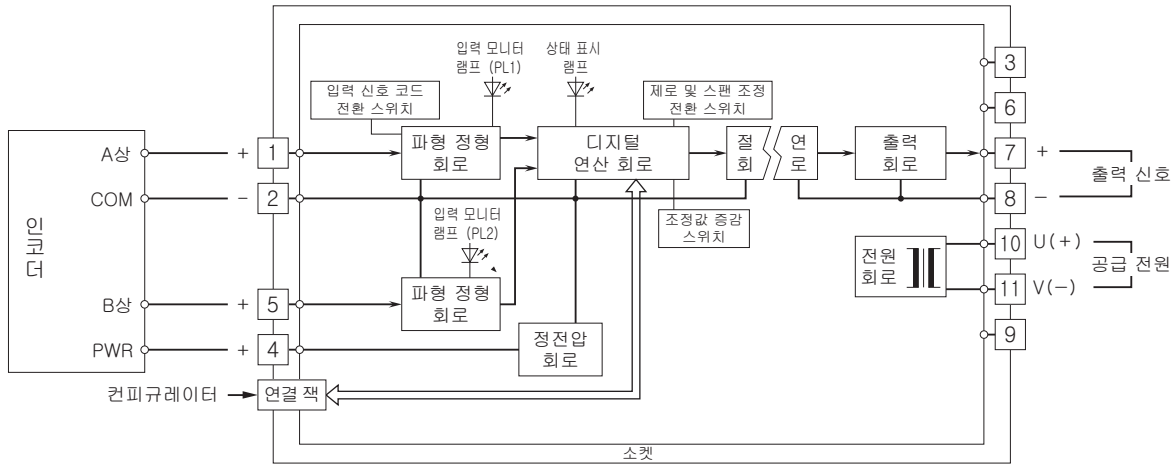 입력 모니터
램프 (PL1)
상태 표시
램프
입력 신호 코드
전환 스위치
제로 및 스팬 조정
전환 스위치
3
6
인코더
A상
+
1
파형 정형
회로
디지털
연산 회로
절 연
회 로
출력
회로
7
+
COM
−
2
8
−
출력 신호
입력 모니터
램프 (PL2)
조정값 증감
스위치
전원
회로
10
U(+)
11
V(−)
공급 전원
B상
+
5
파형 정형
회로
PWR
+
4
정전압
회로
9
컨피규레이터
연결 잭
소켓